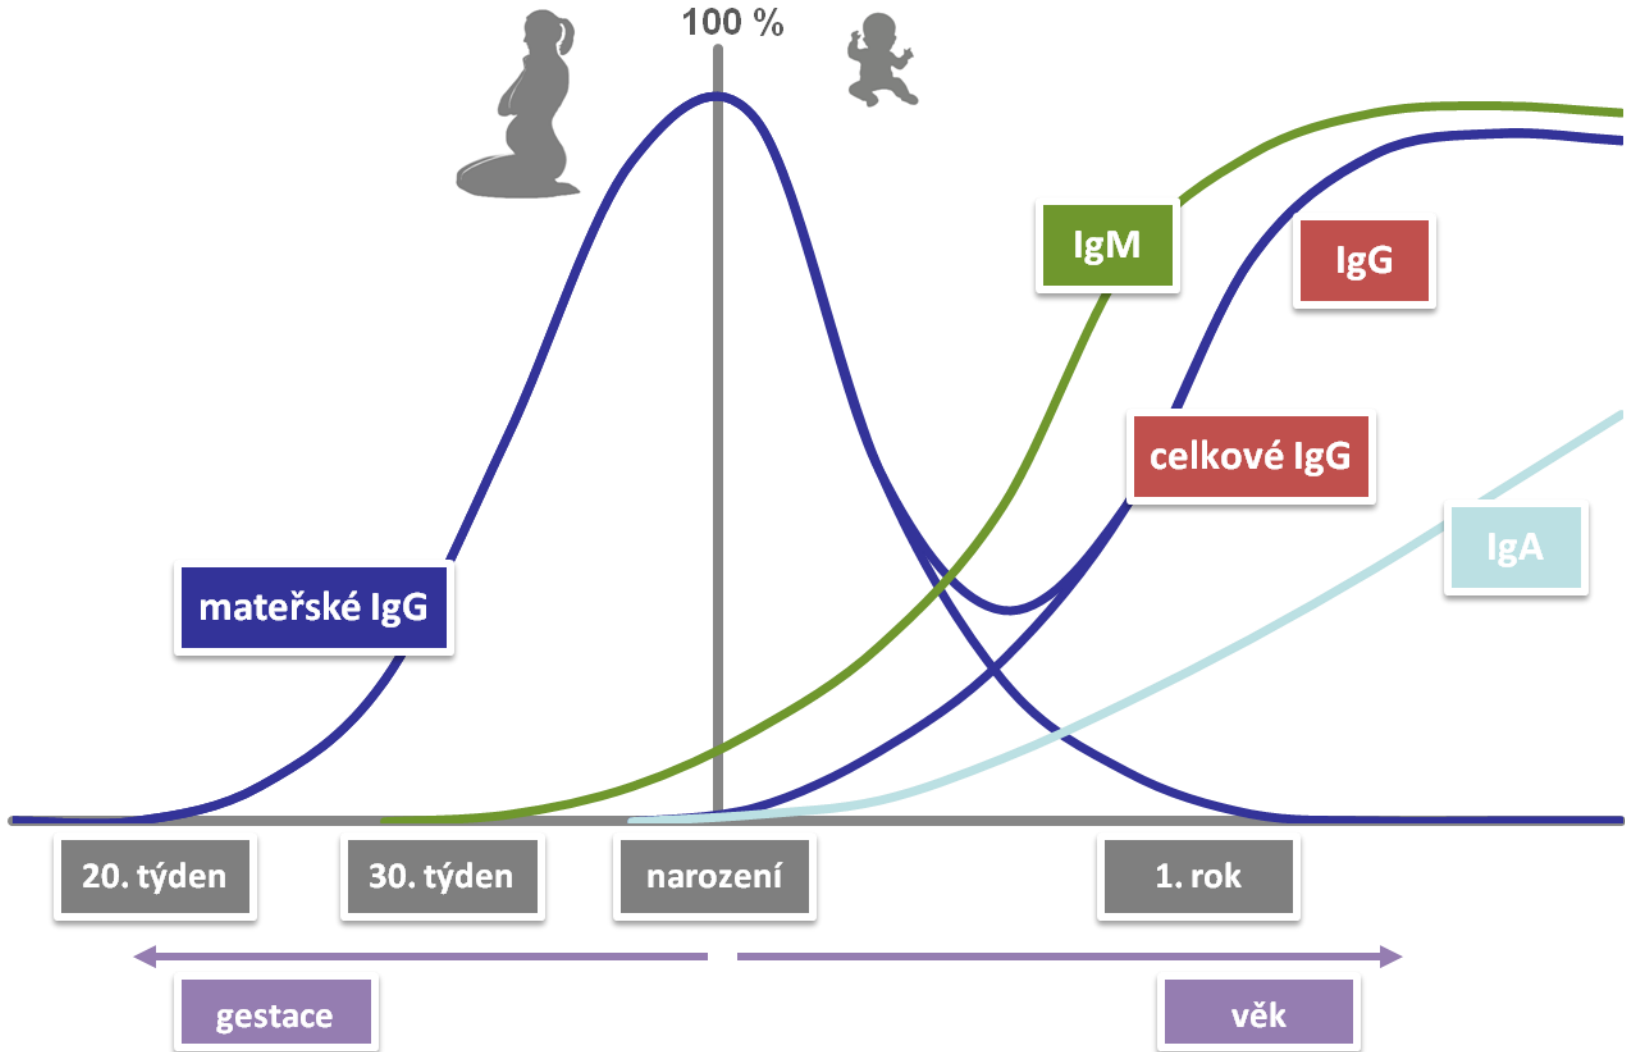 100 %
IgM
IgG
celkové IgG
IgA
mateřské IgG
20. týden
30. týden
narození
1. rok
gestace
věk